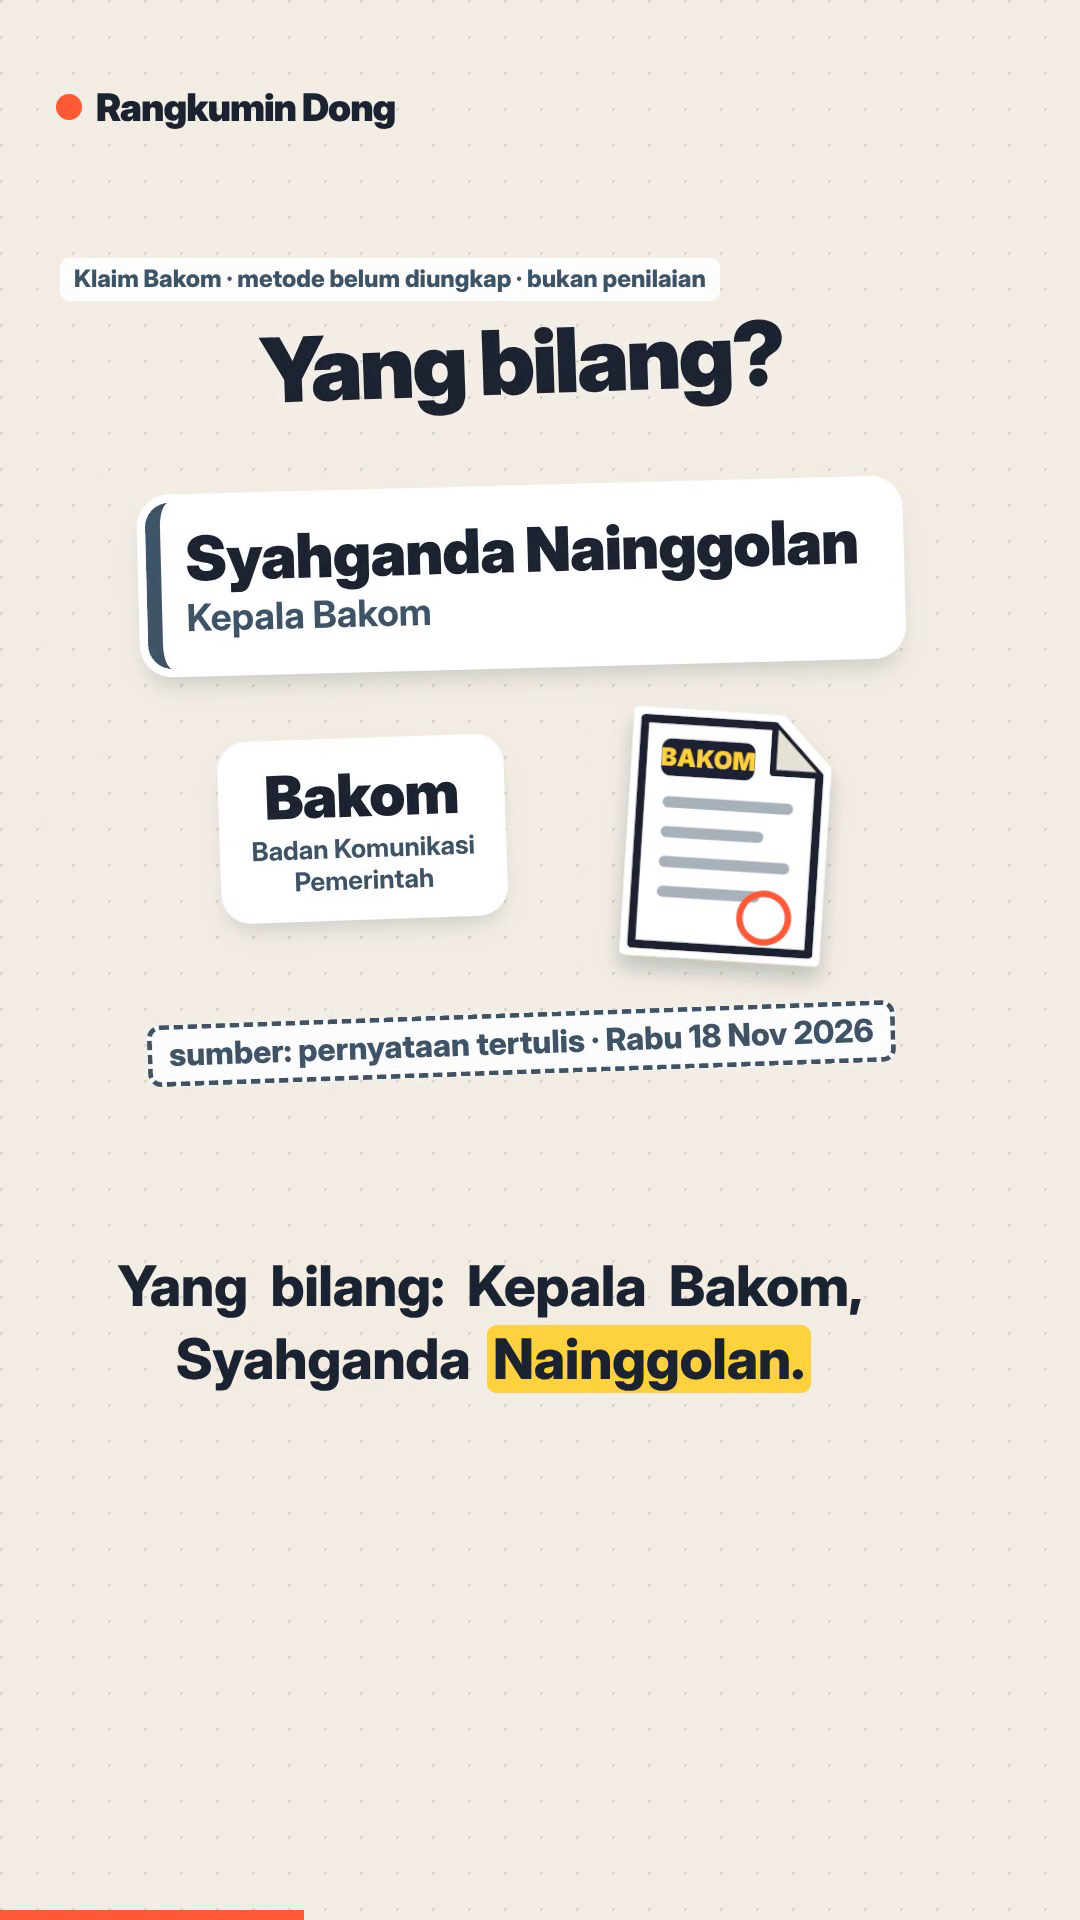 Rangkumin Dong
Klaim Bakom · metode belum diungkap · bukan penilaian
Yang bilang?
Syahganda Nainggolan
Kepala Bakom
Bakom
Badan Komunikasi
Pemerintah
BAKOM
sumber: pernyataan tertulis · Rabu 18 Nov 2026
Yang bilang: Kepala Bakom,
Syahganda Nainggolan.